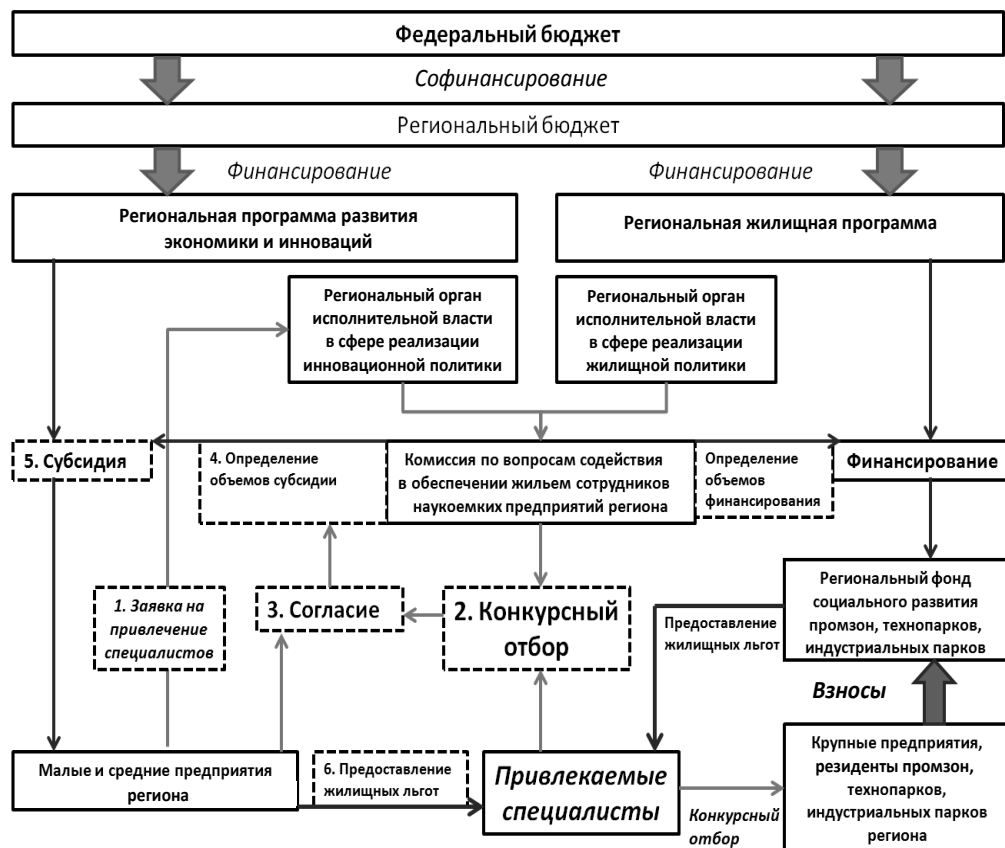 Федеральный бюджет
Софинансирование
Региональный бюджет
Финансирование
Финансирование
Региональная программа развития
экономики и инноваций
Региональная жилищная программа
Региональный орган
исполнительной власти
в сфере реализации
инновационной политики
Региональный орган
исполнительной власти
в сфере реализации
жилищной политики
5. Субсидия
4. Определение
объемов субсидии
Комиссия по вопросам содействия
в обеспечении жильем сотрудников
наукоемких предприятий региона
Определение
объемов
финансирования
Финансирование
1. Заявка на
привлечение
специалистов
3. Согласие
2. Конкурсный
отбор
Предоставление
жилищных льгот
Региональный фонд
социального развития
промзон, технопарков,
индустриальных парков
Взносы
Малые и средние предприятия
региона
6. Предоставление
жилищных льгот
Привлекаемые
специалисты
Конкурсный
отбор
Крупные предприятия,
резиденты промзон,
технопарков,
индустриальных парков
региона